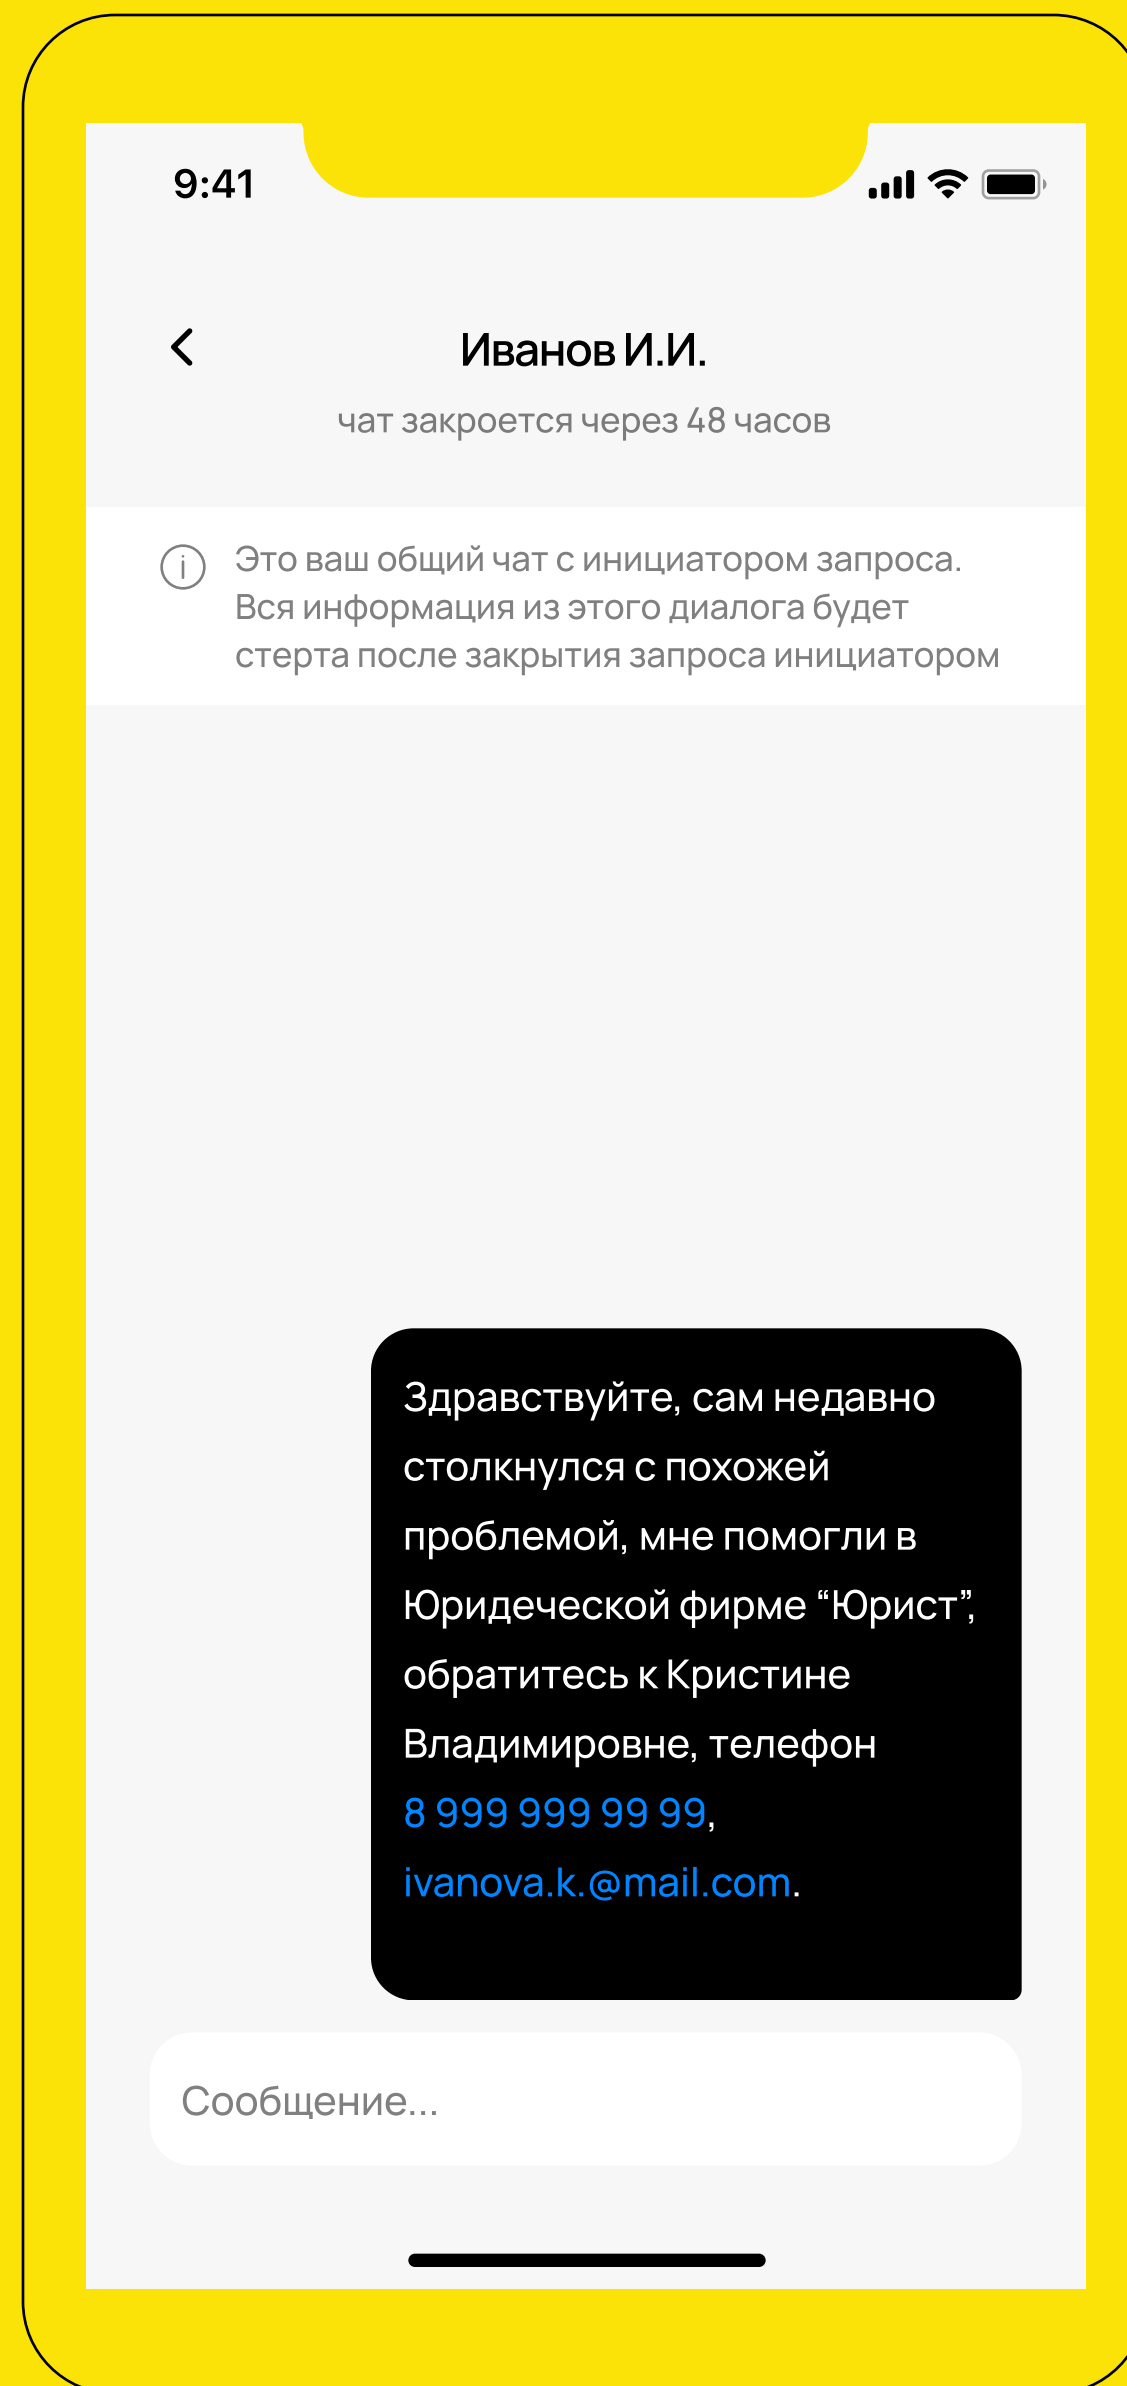 9:41
Иванов И.И.
чат закроется через 48 часов
Это ваш общий чат с инициатором запроса.
Вся информация из этого диалога будет
стерта после закрытия запроса инициатором
Здравствуйте, сам недавно
столкнулся с похожей
проблемой, мне помогли в
Юридеческой фирме “Юрист”,
обратитесь к Кристине
Владимировне, телефон
8 999 999 99 99,
ivanova.k.@mail.com.
Сообщение...